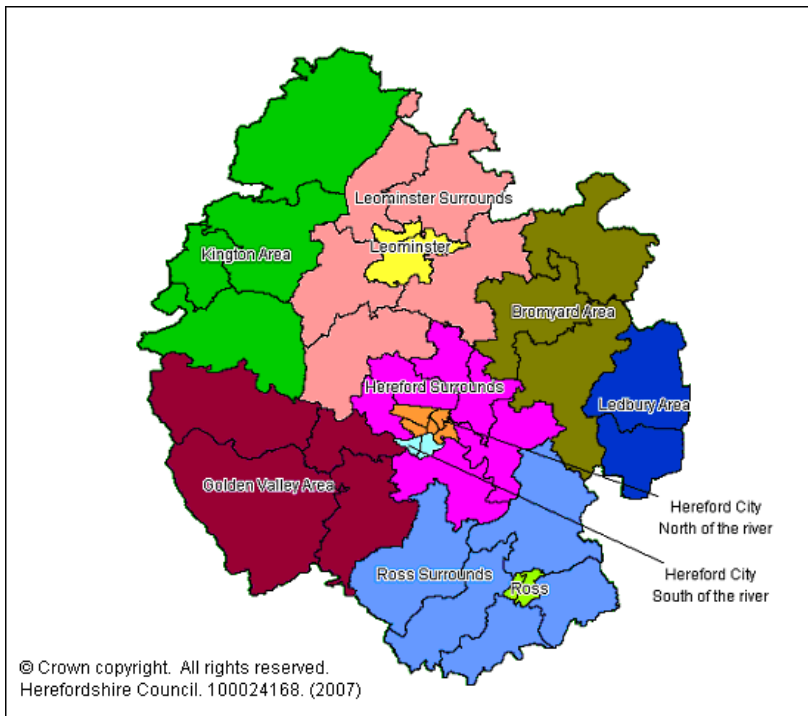 Leominster Surrounds
Leominster
Kington Area
Bromyard Area
Hereford Surrounds
Ledbury Area
Golden Valley Area
Hereford City
North of the river
Ross Surrounds
Ross
Hereford City
South of the river
© Crown copyright. All rights reserved.
Herefordshire Council. 100024168. (2007)